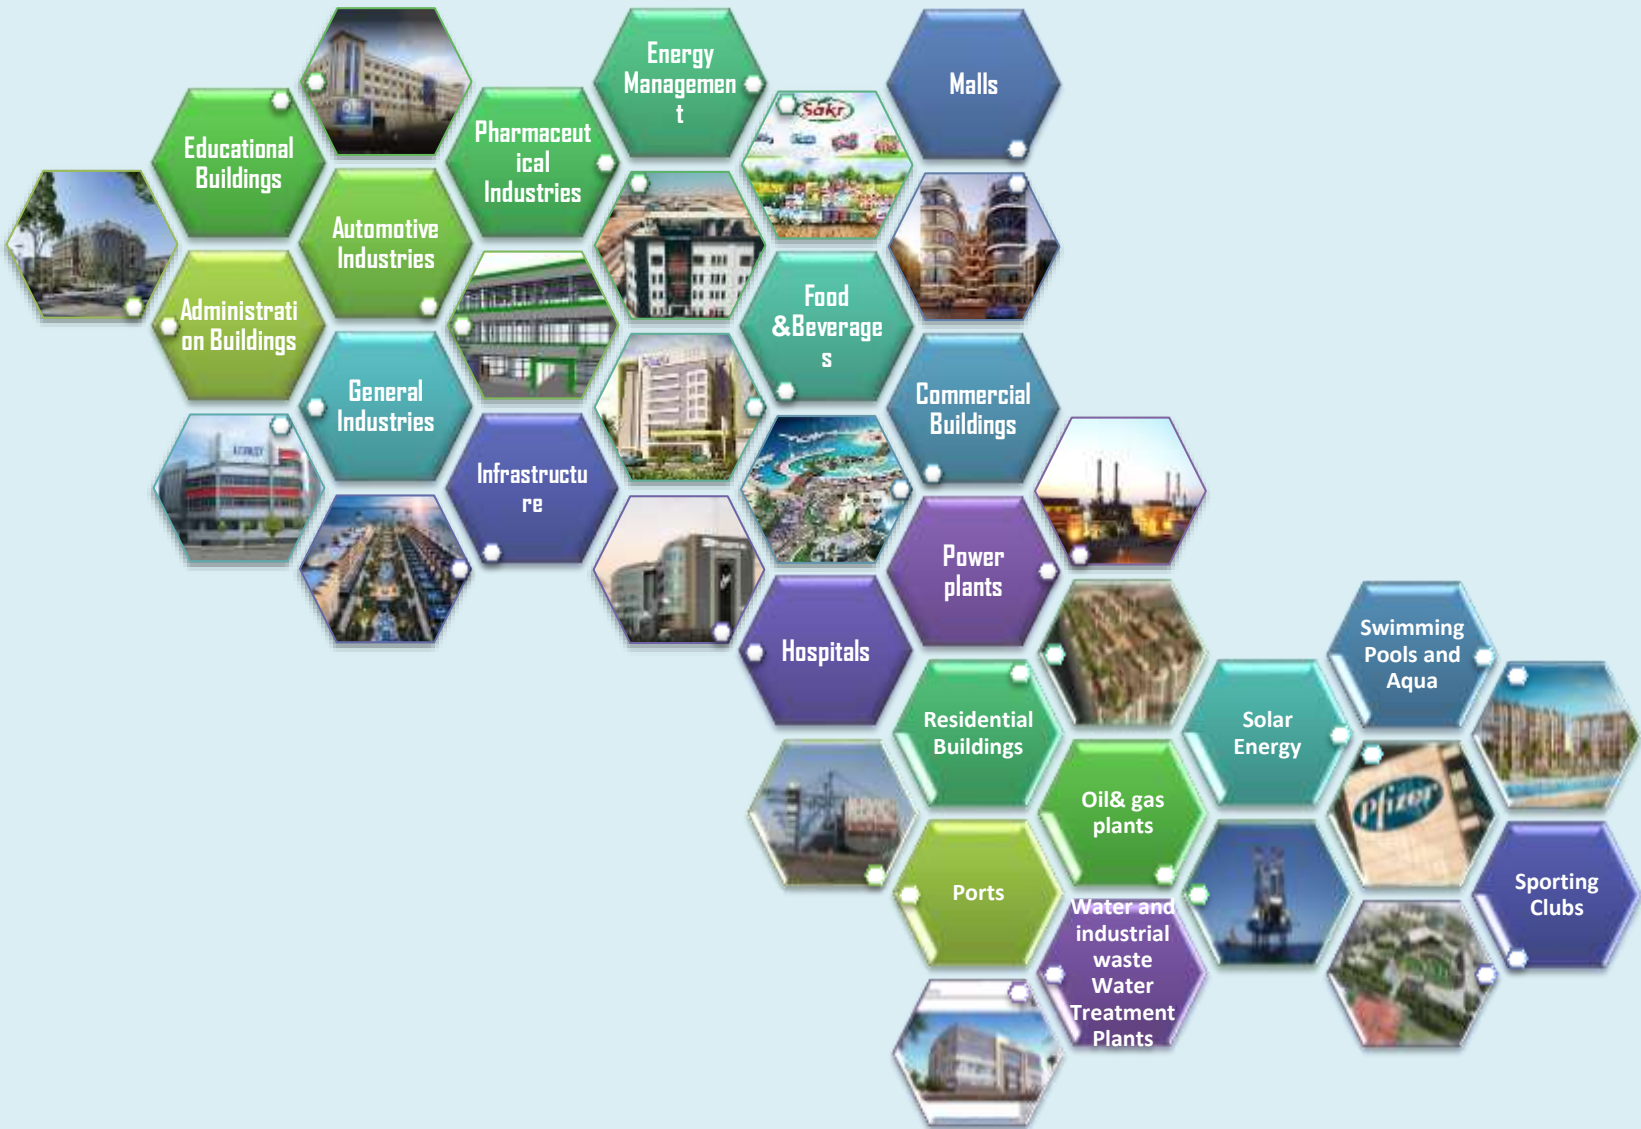 Energy
Managemen
t
Malls
Sakr
Educational
Buildings
Pharmaceut
ical
Industries
Automotive
Industries
Administrati
on Buildings
Food
&Beverage
s
General
Industries
Commercial
Buildings
Infrastructu
re
Power
plants
Hospitals
Swimming
Pools and
Aqua
Residential
Buildings
Solar
Energy
Oil& gas
plants
Pfizer
Ports
Sporting
Clubs
Water and
industrial
waste
Water
Treatment
Plants